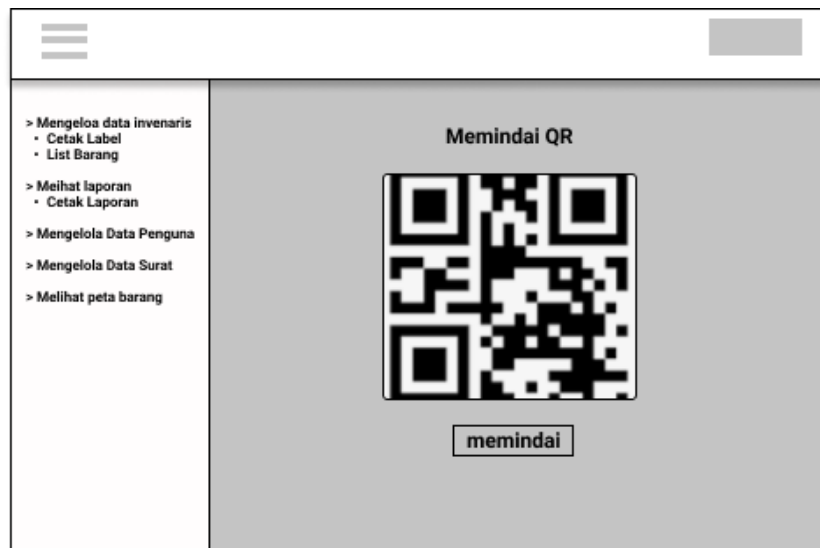 > Mengeloa data invenaris
• Cetak Label
• List Barang
> Meihat laporan
• Cetak Laporan
> Mengelola Data Penguna
> Mengelola Data Surat
> Melihat peta barang
Memindai QR
memindai